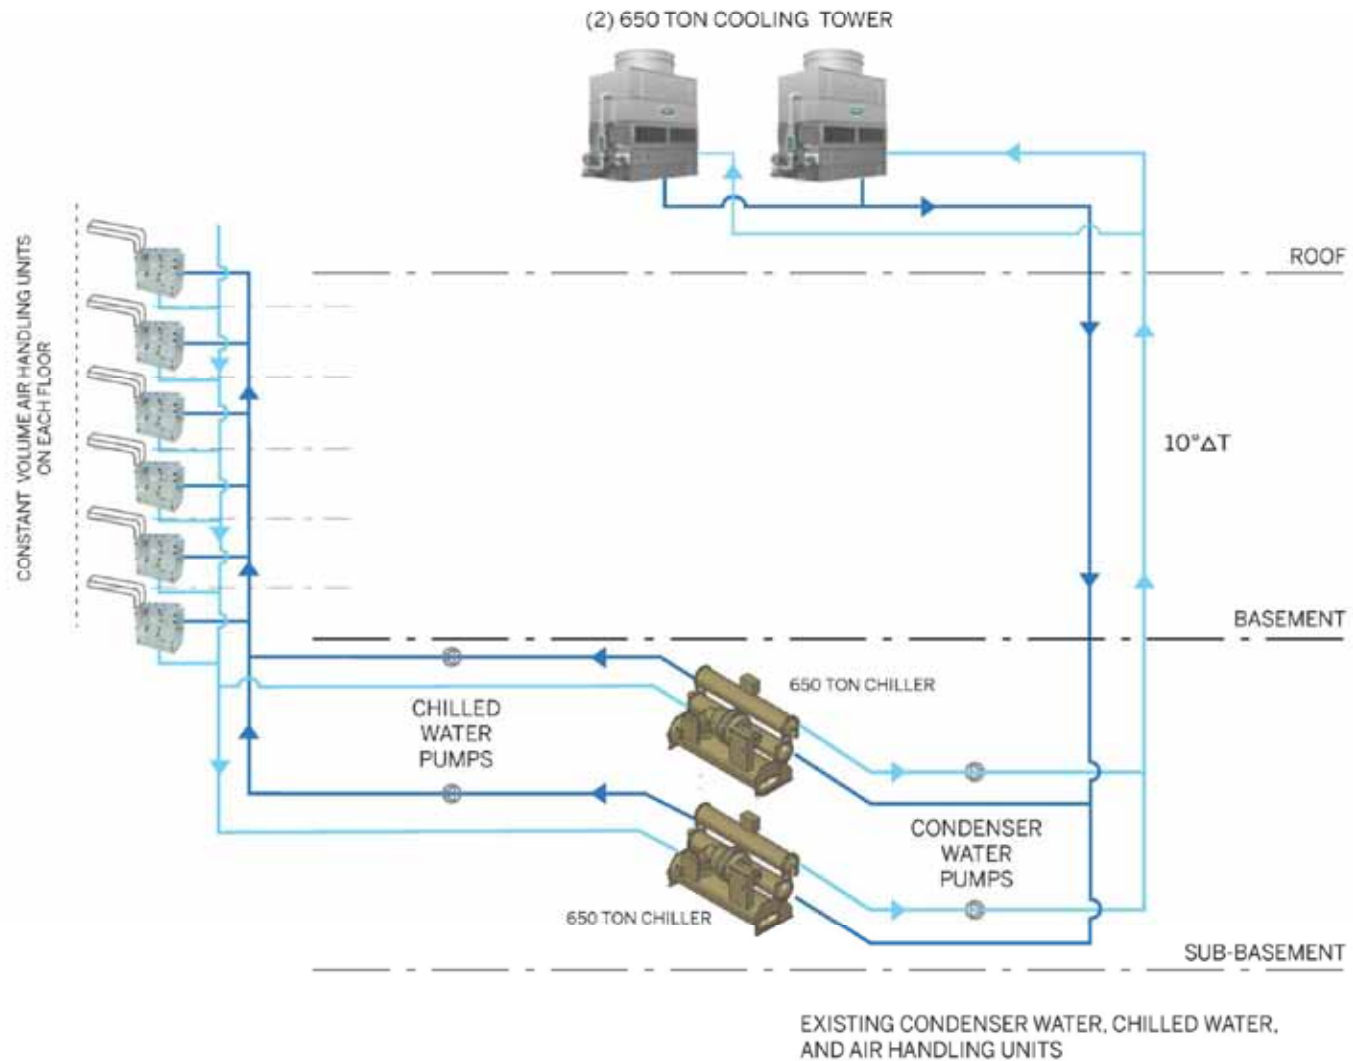 (2) 650 TON COOLING TOWER
ROOF
CONSTANT VOLUME AIR HANDLING UNITS
ON EACH FLOOR
10°ΔT
BASEMENT
650 TON CHILLER
CHILLED
WATER
PUMPS
CONDENSER
WATER
PUMPS
650 TON CHILLER
SUB-BASEMENT
EXISTING CONDENSER WATER, CHILLED WATER,
AND AIR HANDLING UNITS